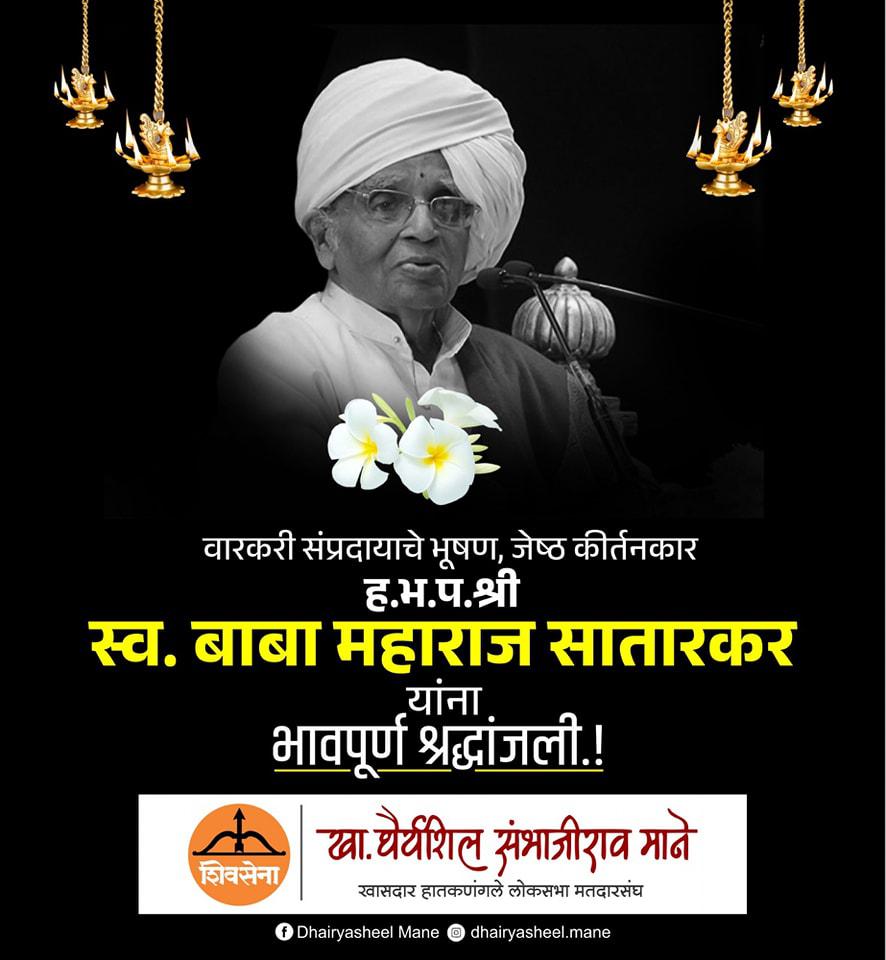 वारकरी संप्रदायाचे भूषण, जेष्ठ कीर्तनकार
ह.भ.प.श्री
स्व. बाबा महाराज सातारकर
यांना
भावपूर्ण श्रद्धांजली.!
शिवसेना
खा. धैर्यशिल संभाजीराव माने
खासदार हातकणंगले लोकसभा मतदारसंघ
Dhairyasheel Mane dhairyasheel.mane